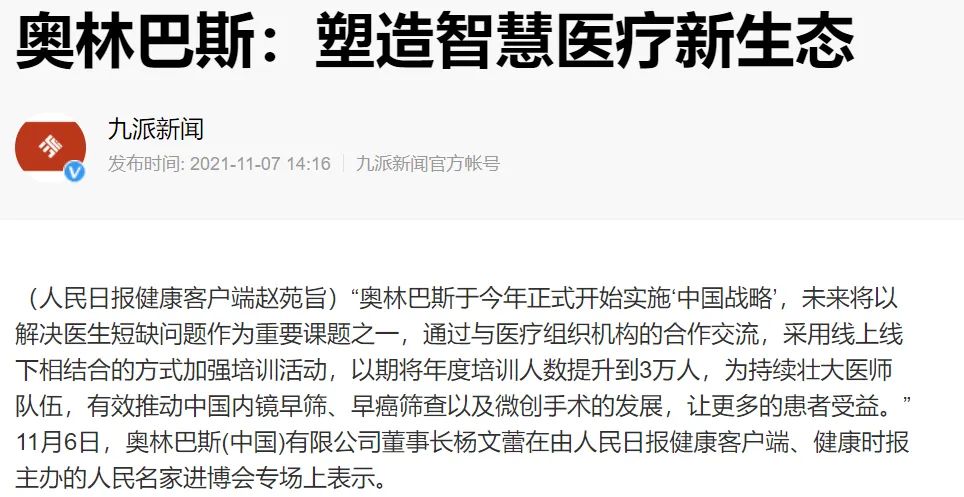 奥林巴斯：塑造智慧医疗新生态
九派新闻
发布时间: 2021-11-07 14:16 九派新闻官方帐号
（人民日报健康客户端赵苑旨）“奥林巴斯于今年正式开始实施‘中国战略’，未来将以
解决医生短缺问题作为重要课题之一，通过与医疗组织机构的合作交流，采用线上线
下相结合的方式加强培训活动，以期将年度培训人数提升到3万人，为持续壮大医师
队伍，有效推动中国内镜早筛、早癌筛查以及微创手术的发展，让更多的患者受益。”
11月6日，奥林巴斯(中国)有限公司董事长杨文蕾在由人民日报健康客户端、健康时报
主办的人民名家进博会专场上表示。